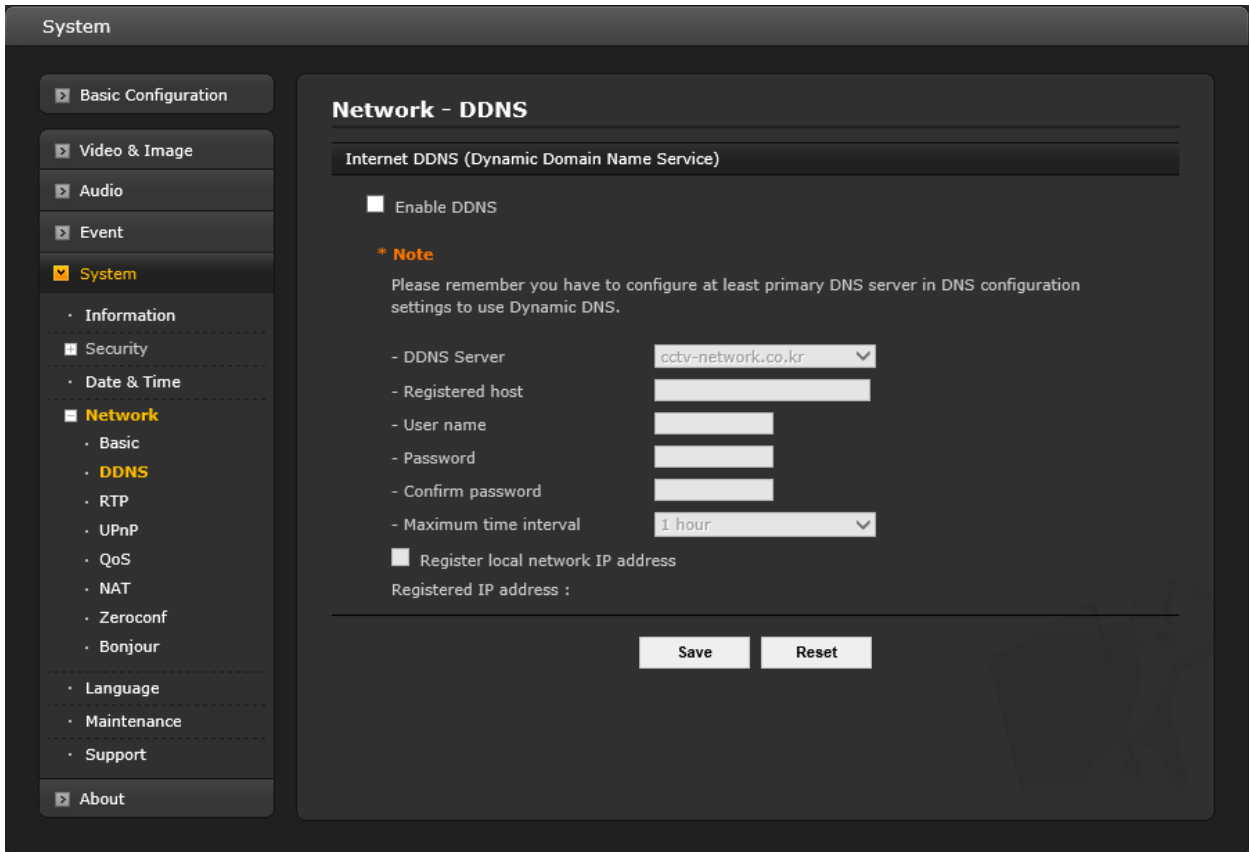 System
Basic Configuration
Video & Image
Audio
Event
System
· Information
Security
· Date & Time
Network
· Basic
· DDNS
· RTP
· UPnP
· QoS
· NAT
· Zeroconf
· Bonjour
· Language
· Maintenance
· Support
About
Network - DDNS
Internet DDNS (Dynamic Domain Name Service)
Enable DDNS
* Note
Please remember you have to configure at least primary DNS server in DNS configuration
settings to use Dynamic DNS.
- DDNS Server cctv-network.co.kr
- Registered host
- User name
- Password
- Confirm password
- Maximum time interval 1 hour
Register local network IP address
Registered IP address :
Save Reset